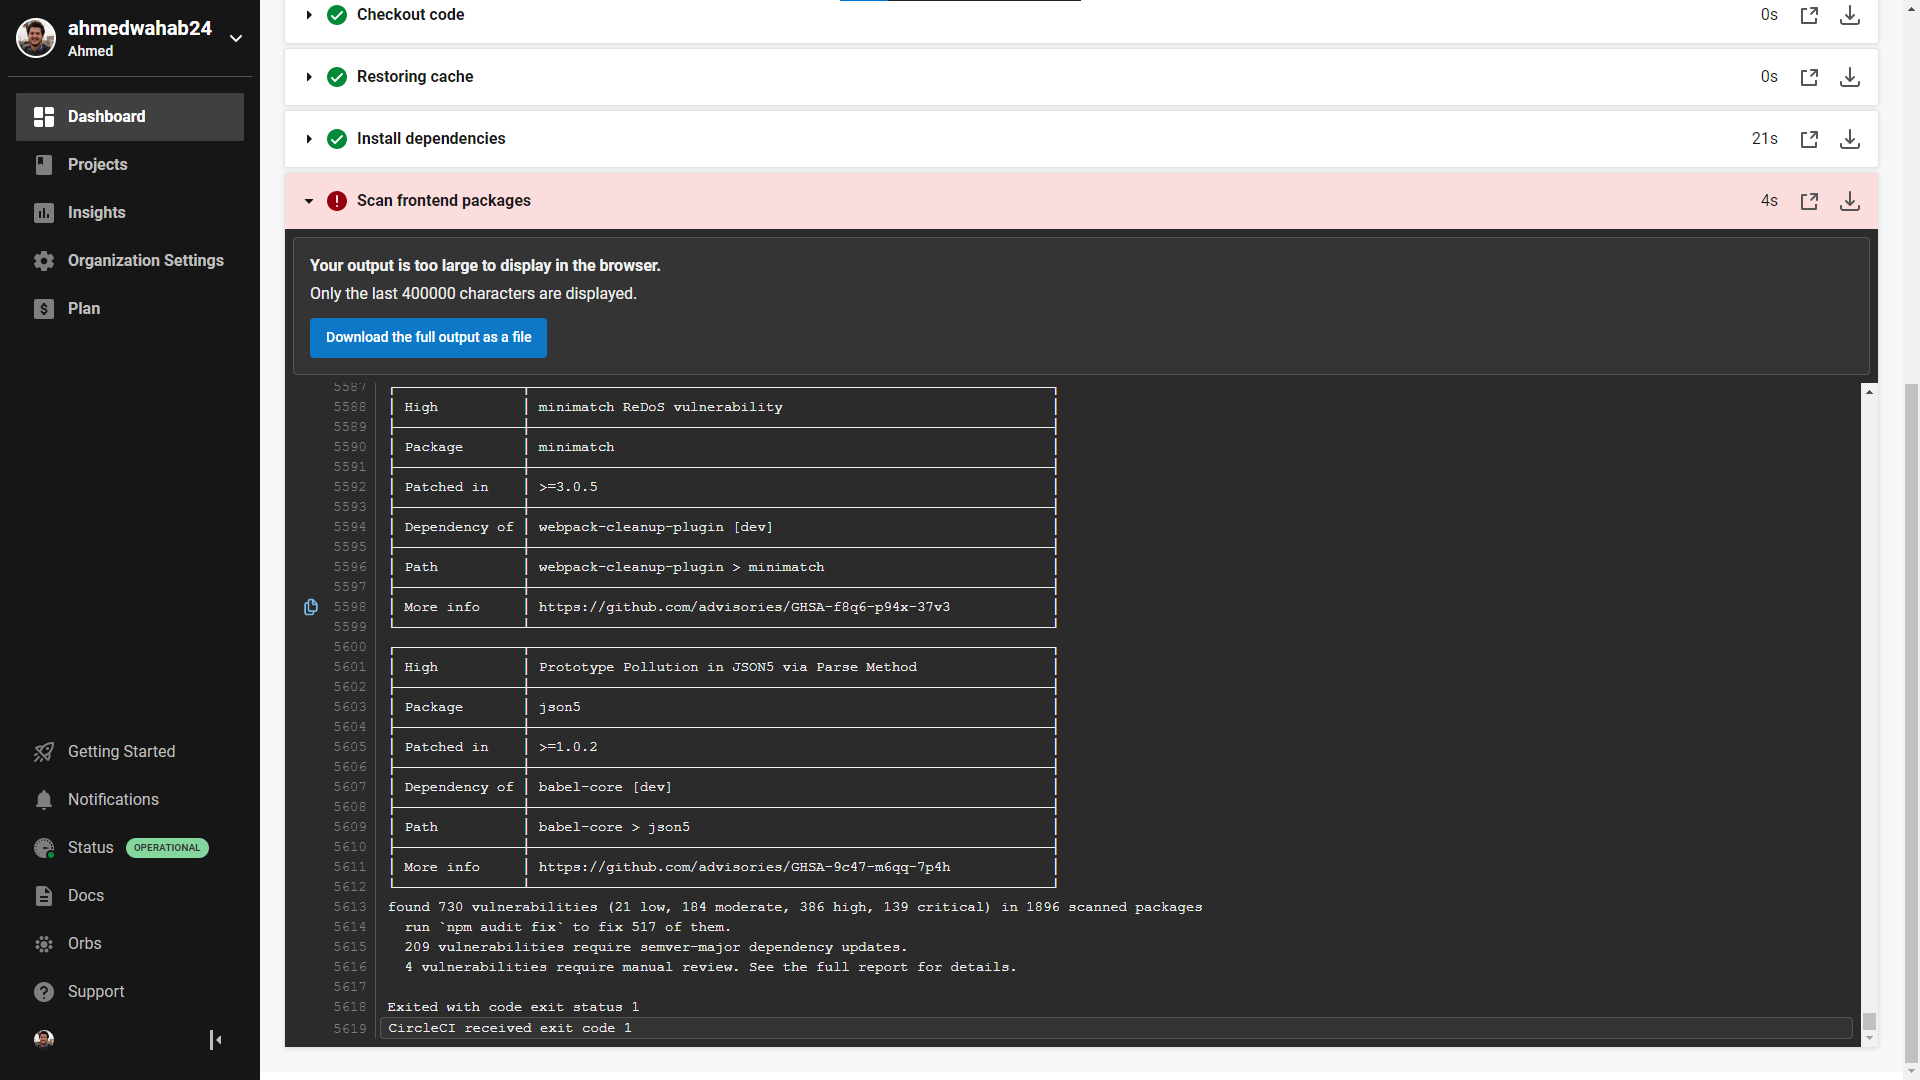 ahmedwahab24
Ahmed
Dashboard
Projects
Insights
Organization Settings
Plan
Getting Started
Notifications
Status OPERATIONAL
Docs
Orbs
Support
Checkout code 0s
Restoring cache 0s
Install dependencies 21s
Scan frontend packages 4s
Your output is too large to display in the browser.
Only the last 400000 characters are displayed.
Download the full output as a file
5587
5588 High minimatch ReDoS vulnerability
5589
5590 Package minimatch
5591
5592 Patched in >=3.0.5
5593
5594 Dependency of webpack-cleanup-plugin [dev]
5595
5596 Path webpack-cleanup-plugin > minimatch
5597
5598 More info https://github.com/advisories/GHSA-f8q6-p94x-37v3
5599
5600
5601 High Prototype Pollution in JSON5 via Parse Method
5602
5603 Package json5
5604
5605 Patched in >=1.0.2
5606
5607 Dependency of babel-core [dev]
5608
5609 Path babel-core > json5
5610
5611 More info https://github.com/advisories/GHSA-9c47-m6qq-7p4h
5612
5613 found 730 vulnerabilities (21 low, 184 moderate, 386 high, 139 critical) in 1896 scanned packages
5614 run `npm audit fix` to fix 517 of them.
5615 209 vulnerabilities require semver-major dependency updates.
5616 4 vulnerabilities require manual review. See the full report for details.
5617
5618 Exited with code exit status 1
5619 CircleCI received exit code 1